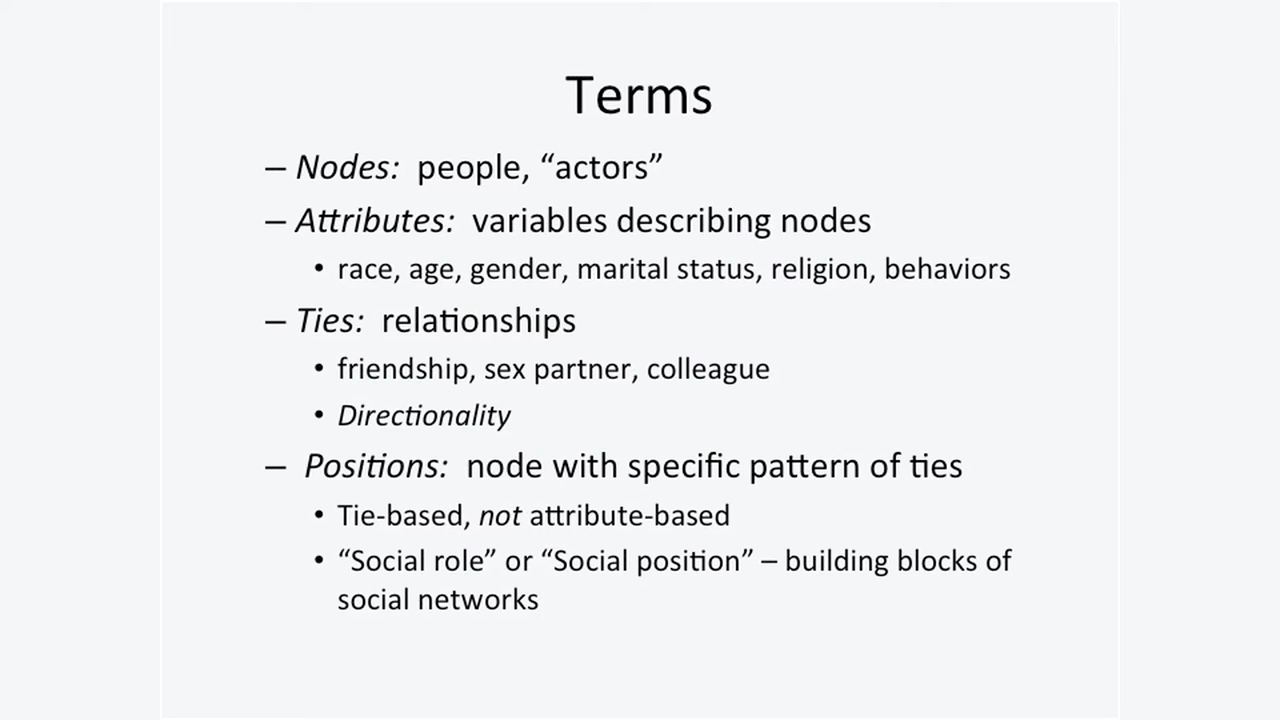 Terms
– Nodes: people, “actors”
– Attributes: variables describing nodes
• race, age, gender, marital status, religion, behaviors
– Ties: relationships
• friendship, sex partner, colleague
• Directionality
– Positions: node with specific pattern of ties
• Tie-based, not attribute-based
• “Social role” or “Social position” – building blocks of
social networks